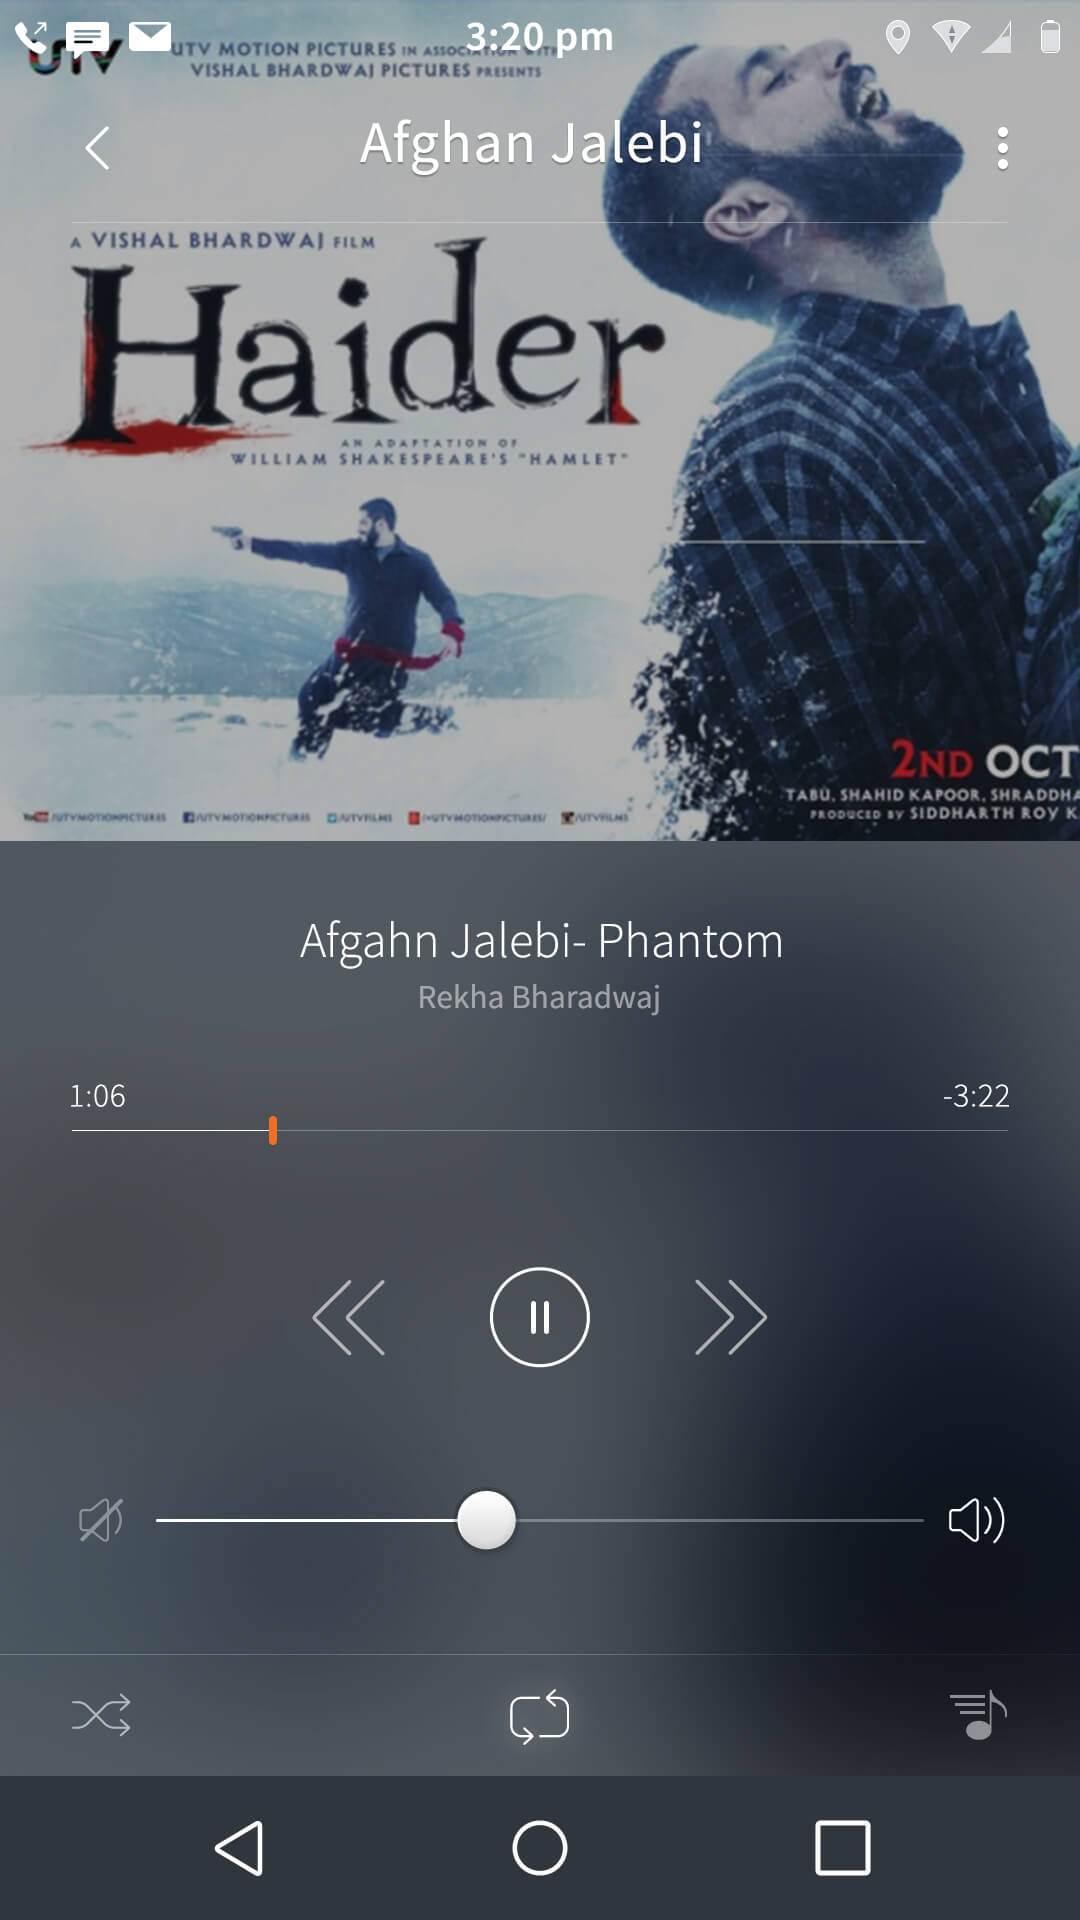 3:20 pm
UTV
UTV MOTION PICTURES IN ASSOCIATION WITH
VISHAL BHARDWAJ PICTURES PRESENTS
Afghan Jalebi
A VISHAL BHARDWAJ FILM
Haider
AN ADAPTATION OF
WILLIAM SHAKESPEARE'S "HAMLET"
2ND OCT
TABU, SHAHID KAPOOR, SHRADDHA
PRODUCED BY SIDDHARTH ROY K
/UTVMOTIONPICTURES /UTVMOTIONPICTURES /UTVFILMS /+UTVMOTIONPICTURES/ /UTVFILMS
Afgahn Jalebi- Phantom
Rekha Bharadwaj
1:06 -3:22